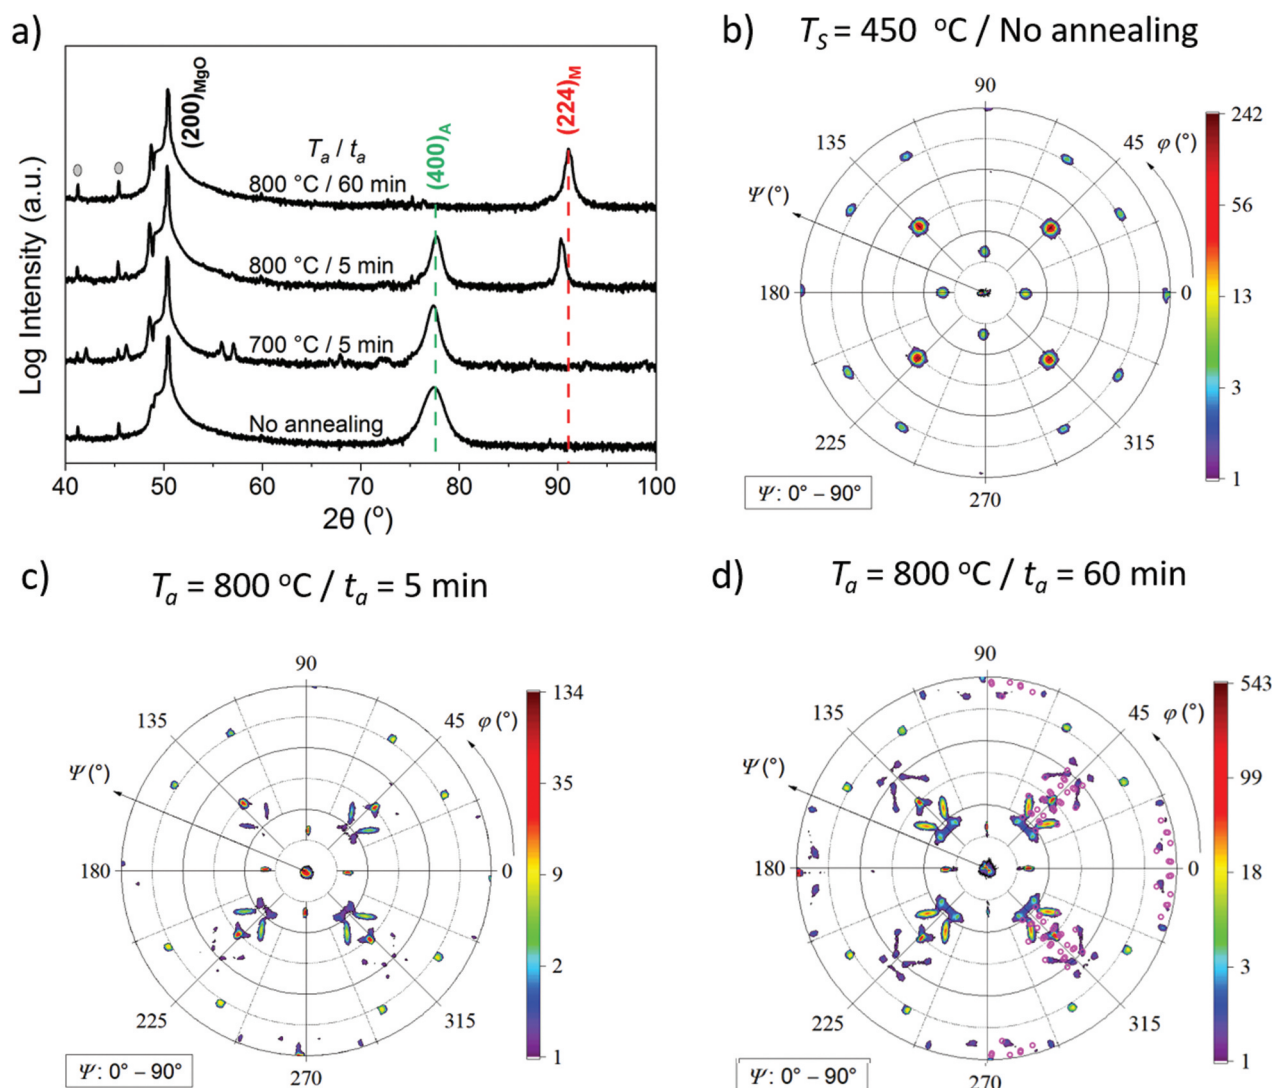 a)
Log Intensity (a.u.)
(200)MgO
(400)A
(224)M
Ta / ta
800 °C / 60 min
800 °C / 5 min
700 °C / 5 min
No annealing
40 50 60 70 80 90 100
2θ (°)
b) TS = 450 °C / No annealing
90
135 45 φ (°)
Ψ (°)
180 0
225 315
270
Ψ: 0° – 90°
242
56
13
3
1
c) Ta = 800 °C / ta = 5 min
90
135 45 φ (°)
Ψ (°)
180 0
225 315
270
Ψ: 0° – 90°
134
35
9
2
1
d) Ta = 800 °C / ta = 60 min
90
135 45 φ (°)
Ψ (°)
180 0
225 315
270
Ψ: 0° – 90°
543
99
18
3
1